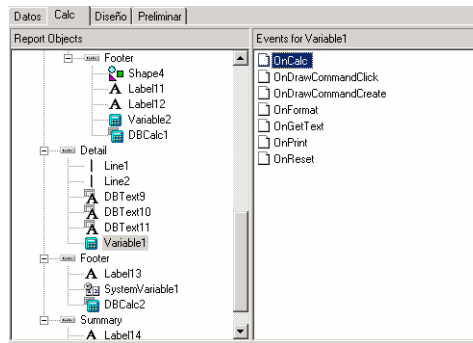 Datos Calc Diseño Preliminar
Report Objects
Footer
Shape4
Label11
Label12
Variable2
DBCalc1
Detail
Line1
Line2
DBText9
DBText10
DBText11
Variable1
Footer
Label13
SystemVariable1
DBCalc2
Summary
Label14
Events for Variable1
OnCalc
OnDrawCommandClick
OnDrawCommandCreate
OnFormat
OnGetText
OnPrint
OnReset